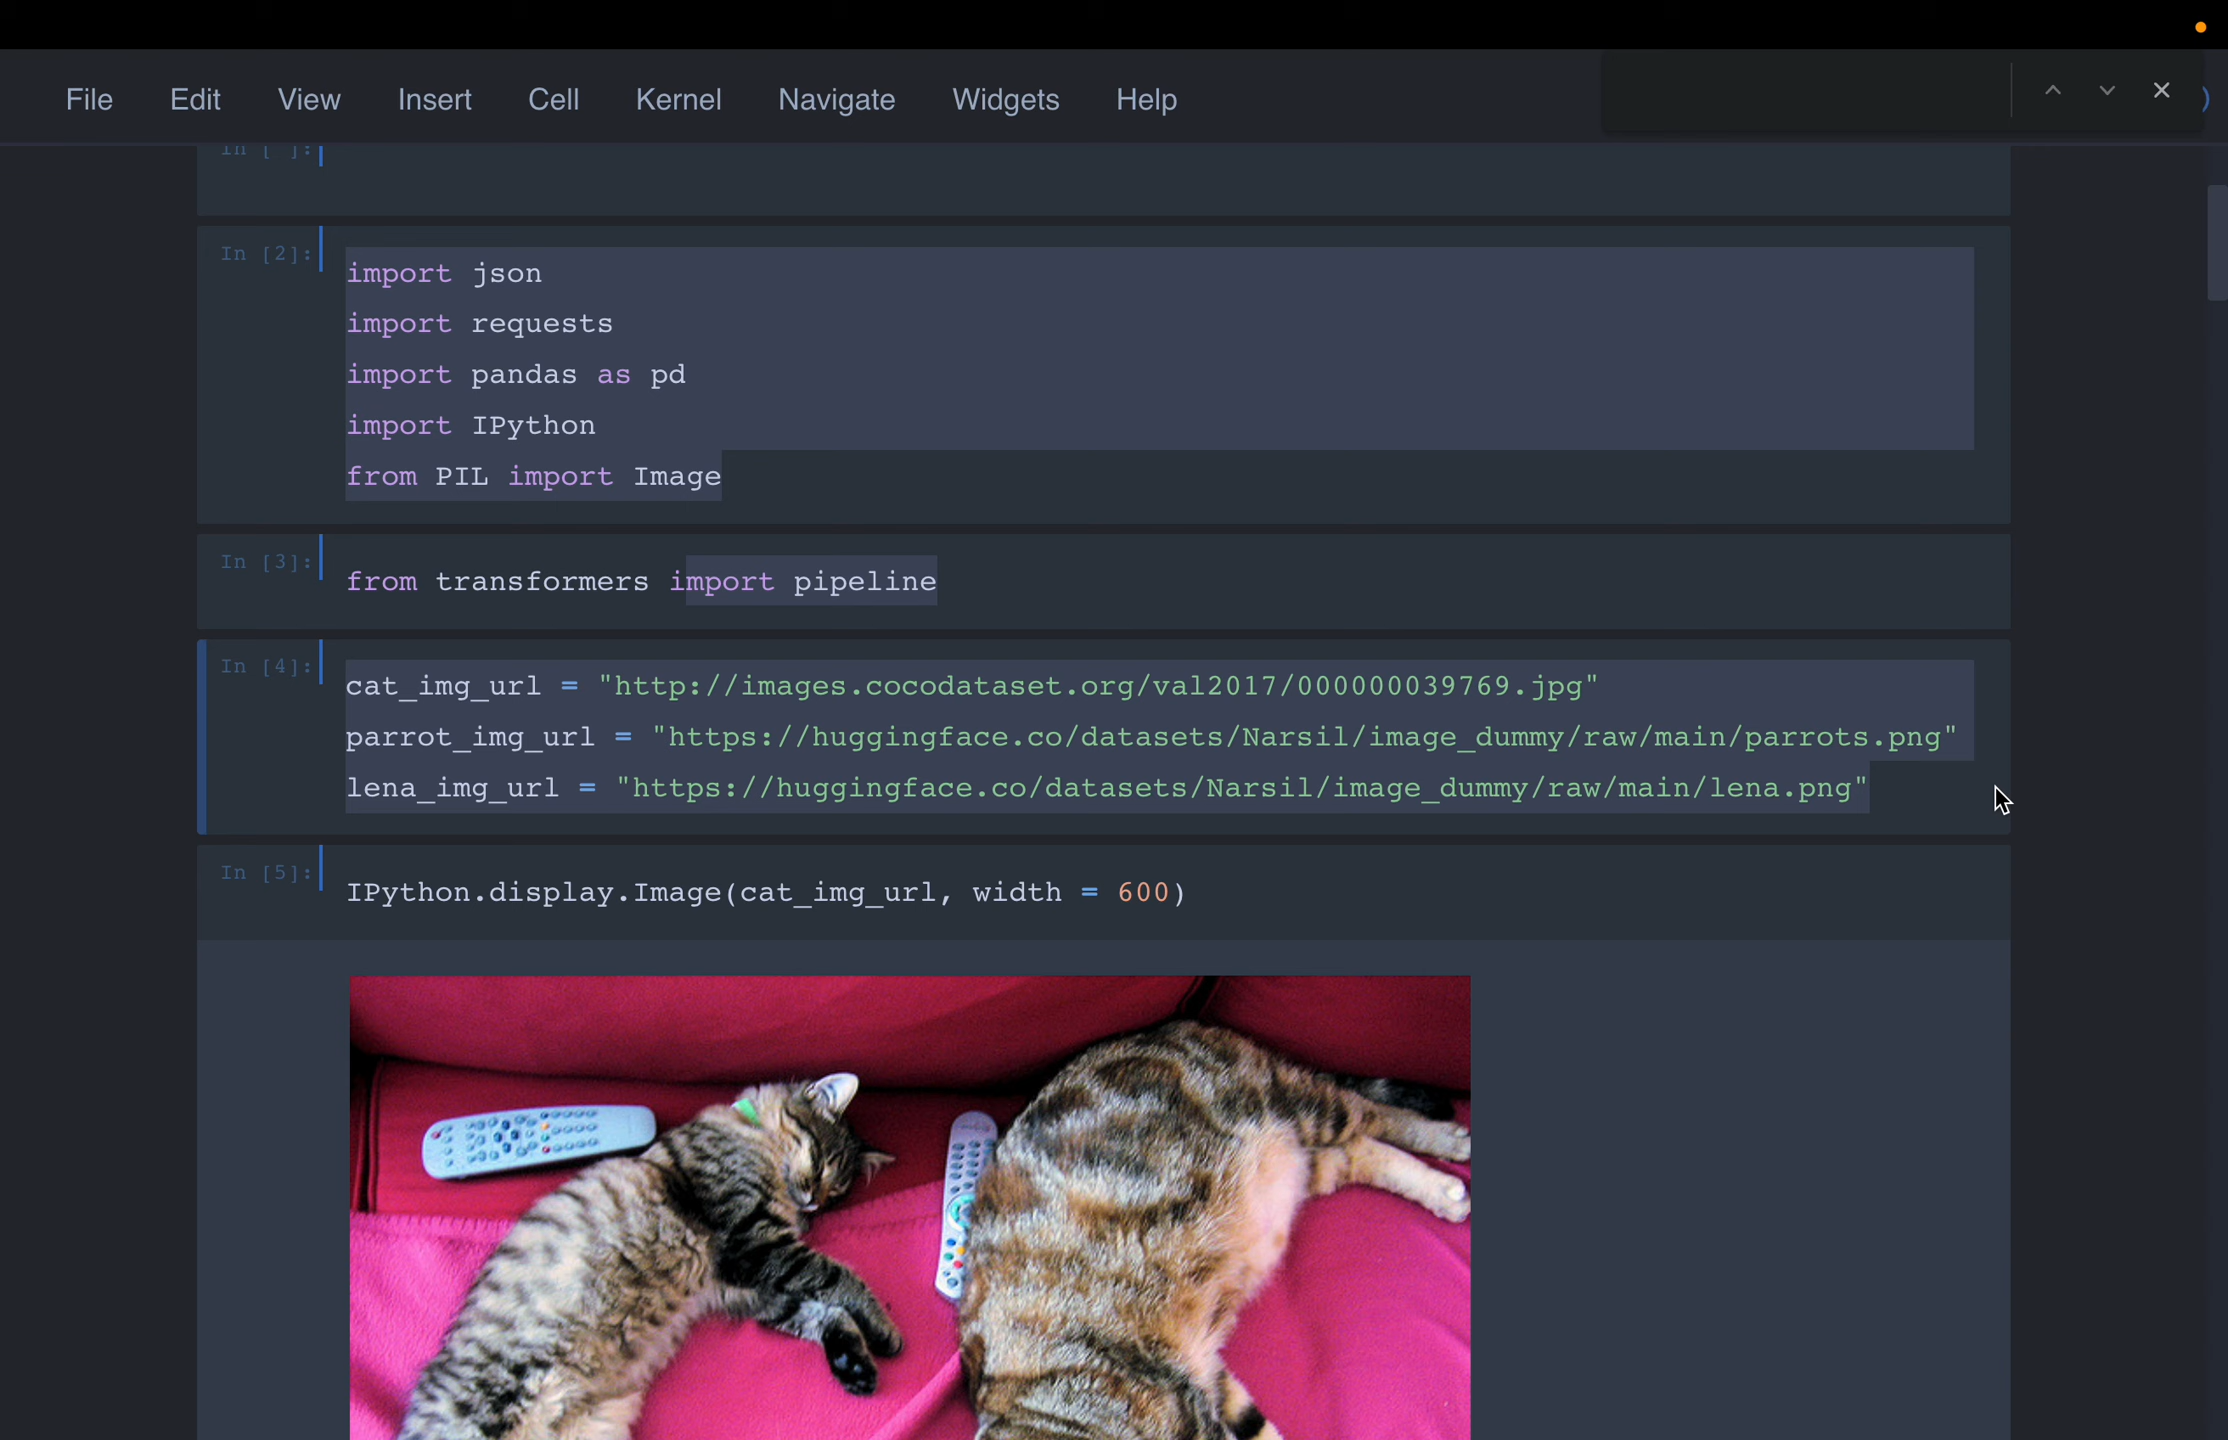 File Edit View Insert Cell Kernel Navigate Widgets Help
In [ ]:
In [2]:
import json
import requests
import pandas as pd
import IPython
from PIL import Image
In [3]:
from transformers import pipeline
In [4]:
cat_img_url = "http://images.cocodataset.org/val2017/000000039769.jpg"
parrot_img_url = "https://huggingface.co/datasets/Narsil/image_dummy/raw/main/parrots.png"
lena_img_url = "https://huggingface.co/datasets/Narsil/image_dummy/raw/main/lena.png"
In [5]:
IPython.display.Image(cat_img_url, width = 600)